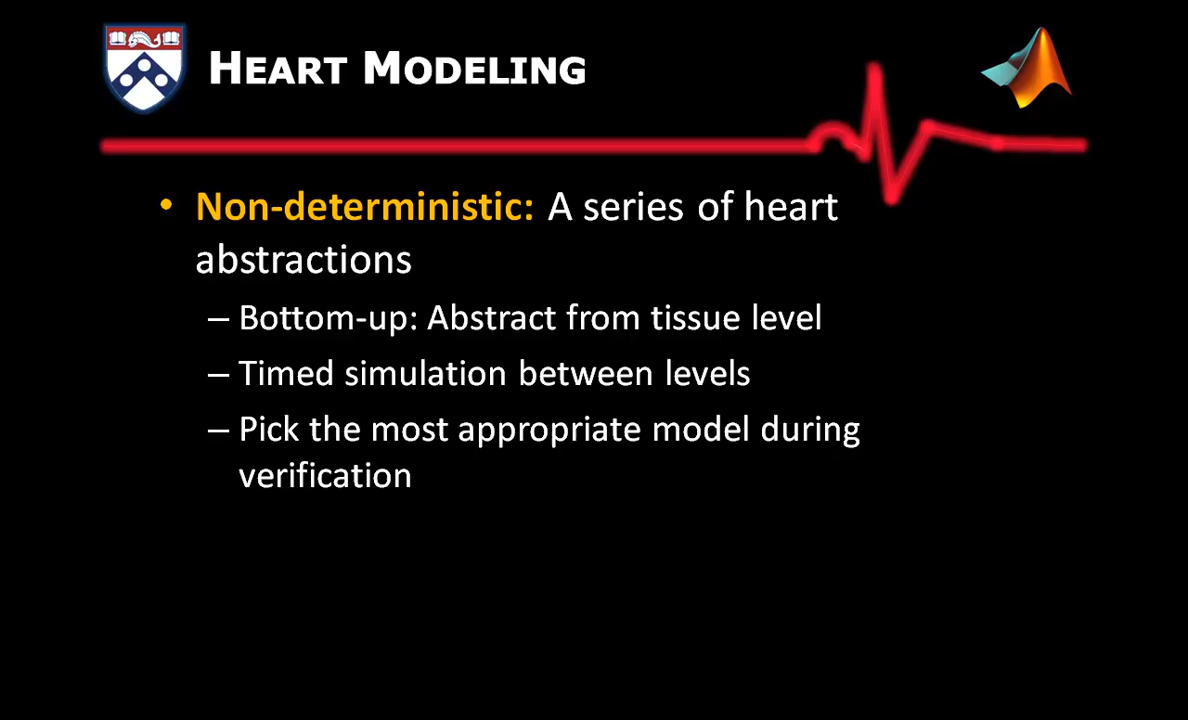 HEART MODELING
• Non-deterministic: A series of heart
abstractions
– Bottom-up: Abstract from tissue level
– Timed simulation between levels
– Pick the most appropriate model during
verification